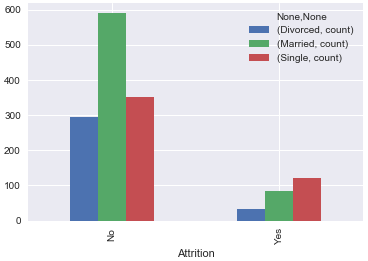 600
500
400
300
200
100
0
None,None
(Divorced, count)
(Married, count)
(Single, count)
No
Yes
Attrition